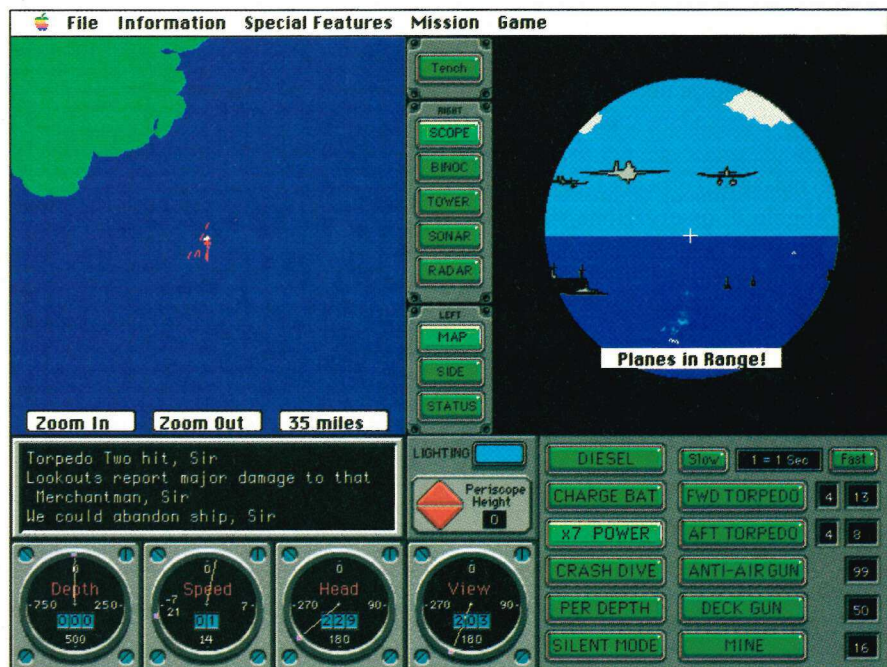 File Information Special Features Mission Game
Tench
RIGHT
SCOPE
BINOC
TOWER
SONAR
RADAR
LEFT
MAP
SIDE
STATUS
Planes in Range!
Zoom In Zoom Out 35 miles
Torpedo Two hit, Sir
Lookouts report major damage to that
Merchantman, Sir
We could abandon ship, Sir
LIGHTING
Periscope
Height
0
DIESEL Slow 1 = 1 Sec Fast
CHARGE BAT FWD TORPEDO 4 13
x7 POWER AFT TORPEDO 4 8
CRASH DIVE ANTI-AIR GUN 99
PER DEPTH DECK GUN 50
SILENT MODE MINE 16
0
Depth
-750 250-
000
500
0
Speed
-7 7-
21
01
14
0
Head
-270 90-
229
180
0
View
-270 90-
203
180